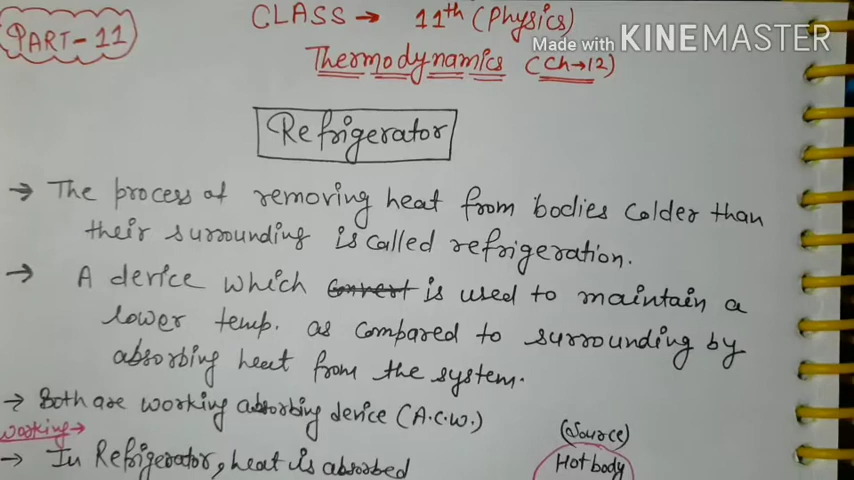 PART-11
CLASS → 11th (Physics)
Made with KINEMASTER
Thermodynamics (Ch→12)
Refrigerator
→ The process of removing heat from bodies colder than
their surrounding is called refrigeration.
→ A device which convert is used to maintain a
lower temp. as compared to surrounding by
absorbing heat from the system.
→ Both are working absorbing device (A.C.W.)
working→
(Source)
→ In Refrigerator, heat is absorbed
Hot body